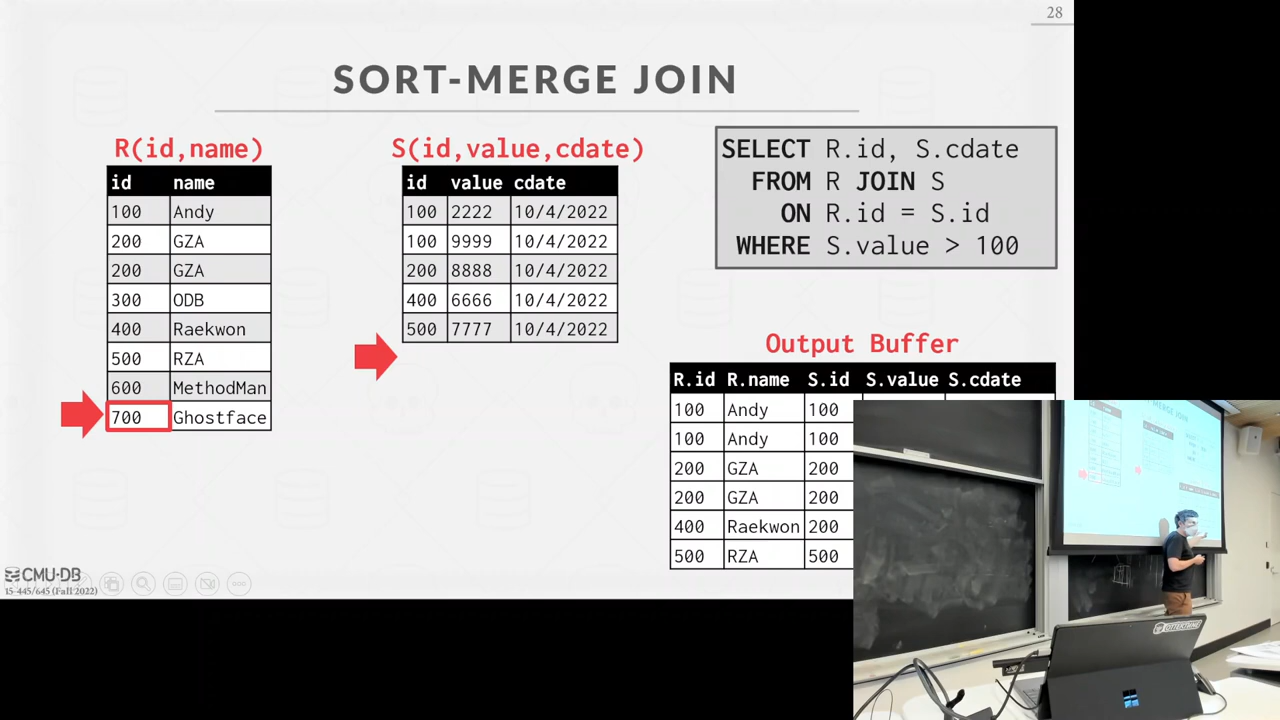 28
SORT-MERGE JOIN
R(id,name)
id name
100 Andy
200 GZA
200 GZA
300 ODB
400 Raekwon
500 RZA
600 MethodMan
700 Ghostface
S(id,value,cdate)
id value cdate
100 2222 10/4/2022
100 9999 10/4/2022
200 8888 10/4/2022
400 6666 10/4/2022
500 7777 10/4/2022
SELECT R.id, S.cdate
FROM R JOIN S
ON R.id = S.id
WHERE S.value > 100
Output Buffer
R.id R.name S.id S.value S.cdate
100 Andy 100
100 Andy 100
200 GZA 200
200 GZA 200
400 Raekwon 200
500 RZA 500
CMU-DB
15-445/645 (Fall 2022)